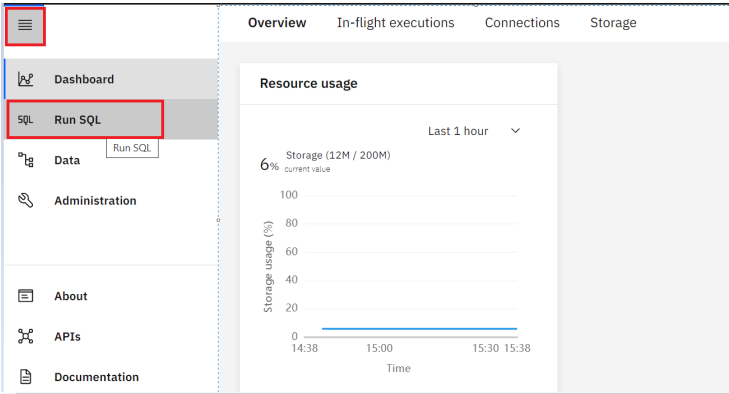 Overview In-flight executions Connections Storage
Dashboard
SQL Run SQL
Run SQL
Data
Administration
About
APIs
Documentation
Resource usage
Last 1 hour
6% Storage (12M / 200M)
current value
Storage usage (%)
100
80
60
40
20
0
14:38 15:00 15:30 15:38
Time